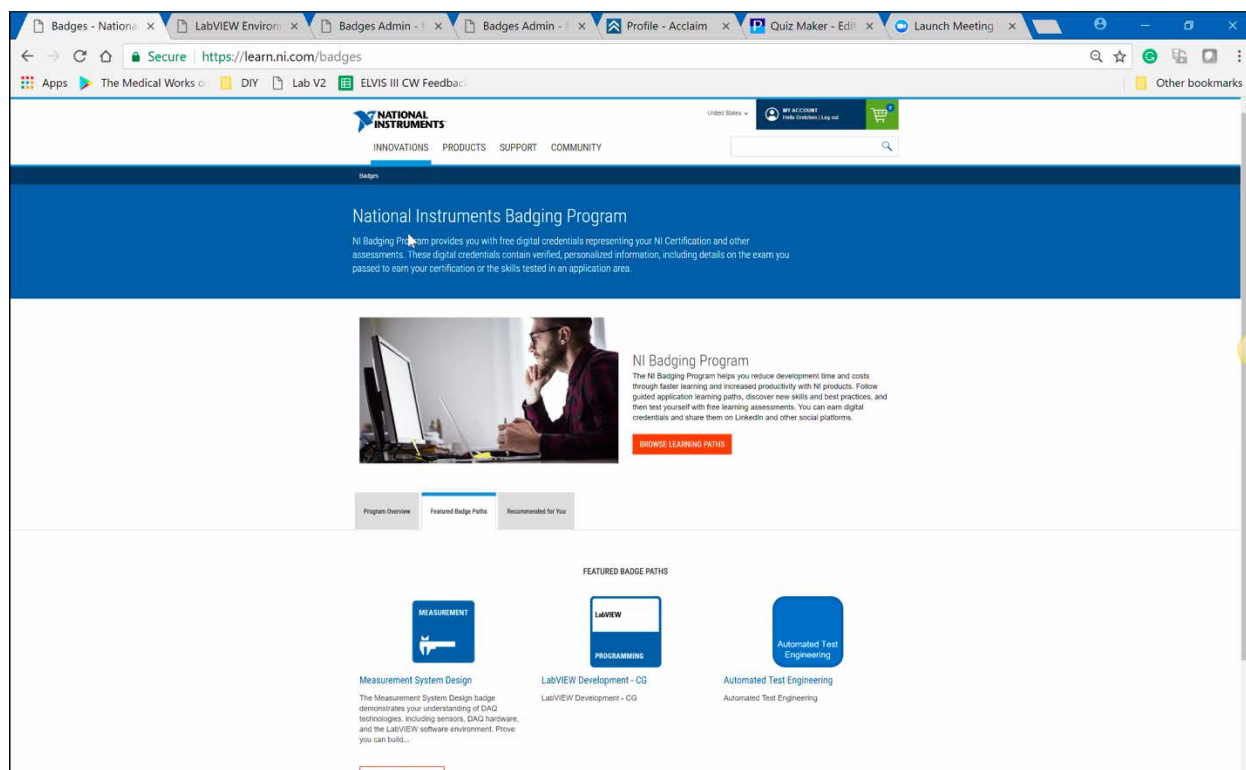 Badges - Nationa
LabVIEW Environ
Badges Admin -
Badges Admin -
Profile - Acclaim
Quiz Maker - Edit
Launch Meeting -
Secure
https://learn.ni.com/badges
Apps
The Medical Works o
DIY
Lab V2
ELVIS III CW Feedbac
Other bookmarks
NATIONAL
INSTRUMENTS
United States
MY ACCOUNT
Hello Gretchen | Log out
0
INNOVATIONS PRODUCTS SUPPORT COMMUNITY
Badges
National Instruments Badging Program
NI Badging Program provides you with free digital credentials representing your NI Certification and other
assessments. These digital credentials contain verified, personalized information, including details on the exam you
passed to earn your certification or the skills tested in an application area.
NI Badging Program
The NI Badging Program helps you reduce development time and costs
through faster learning and increased productivity with NI products. Follow
guided application learning paths, discover new skills and best practices, and
then test yourself with free learning assessments. You can earn digital
credentials and share them on LinkedIn and other social platforms.
BROWSE LEARNING PATHS
Program Overview
Featured Badge Paths
Recommended for You
FEATURED BADGE PATHS
MEASUREMENT
LabVIEW
PROGRAMMING
Automated Test
Engineering
Measurement System Design
The Measurement System Design badge
demonstrates your understanding of DAQ
technologies, including sensors, DAQ hardware,
and the LabVIEW software environment. Prove
you can build...
LabVIEW Development - CG
LabVIEW Development - CG
Automated Test Engineering
Automated Test Engineering